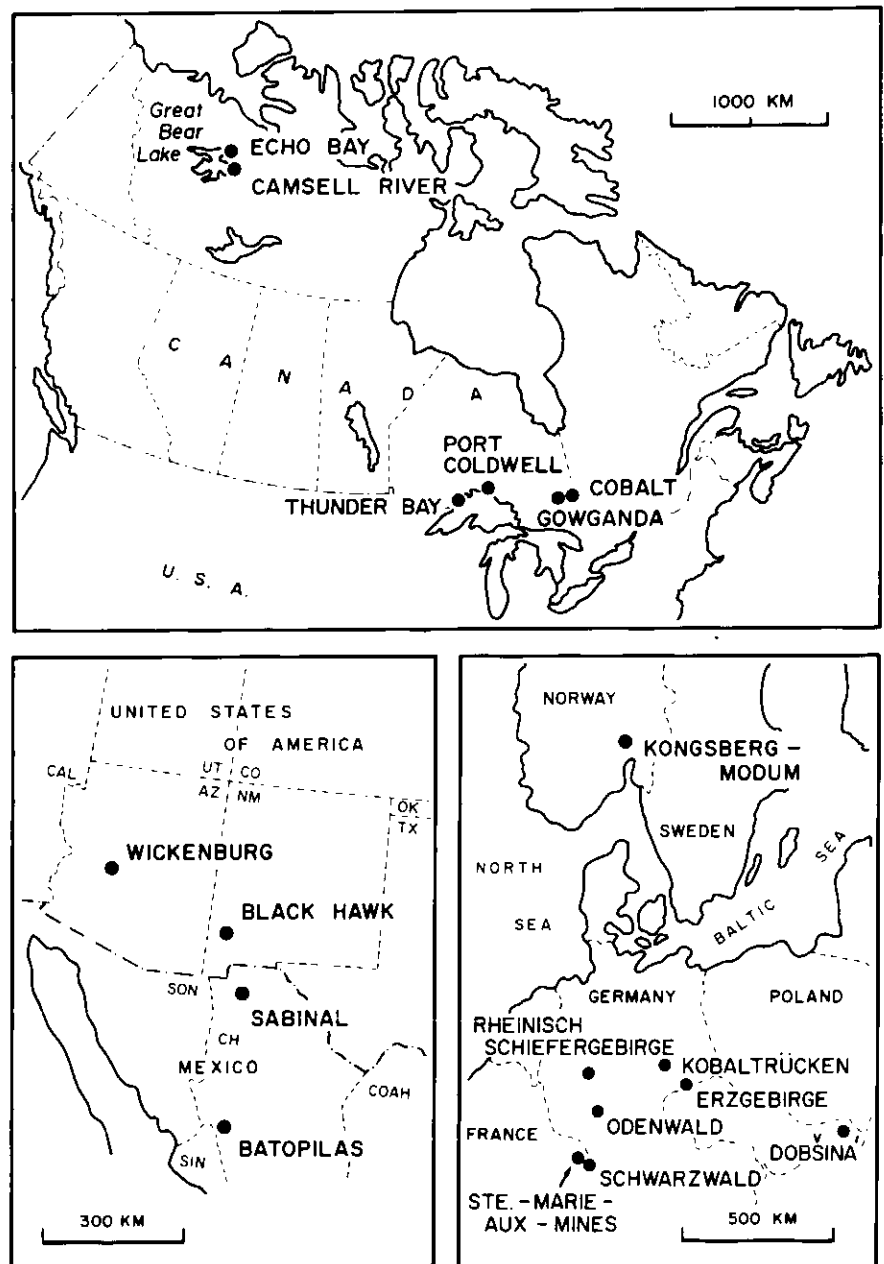 1000 KM
Great
Bear
Lake
ECHO BAY
CAMSELL RIVER
CANADA
PORT
COLDWELL
THUNDER BAY
COBALT
GOWGANDA
U. S. A.
UNITED STATES
OF AMERICA
CAL
UT
CO
AZ
NM
OK
TX
WICKENBURG
BLACK HAWK
SON
SABINAL
CH
MEXICO
COAH
SIN
BATOPILAS
300 KM
NORWAY
KONGSBERG –
MODUM
SWEDEN
NORTH
SEA
BALTIC SEA
GERMANY
POLAND
RHEINISCH
SCHIEFERGEBIRGE
KOBALTRÜCKEN
ERZGEBIRGE
ODENWALD
FRANCE
DOBŠINÁ
SCHWARZWALD
STE. - MARIE -
AUX - MINES
500 KM